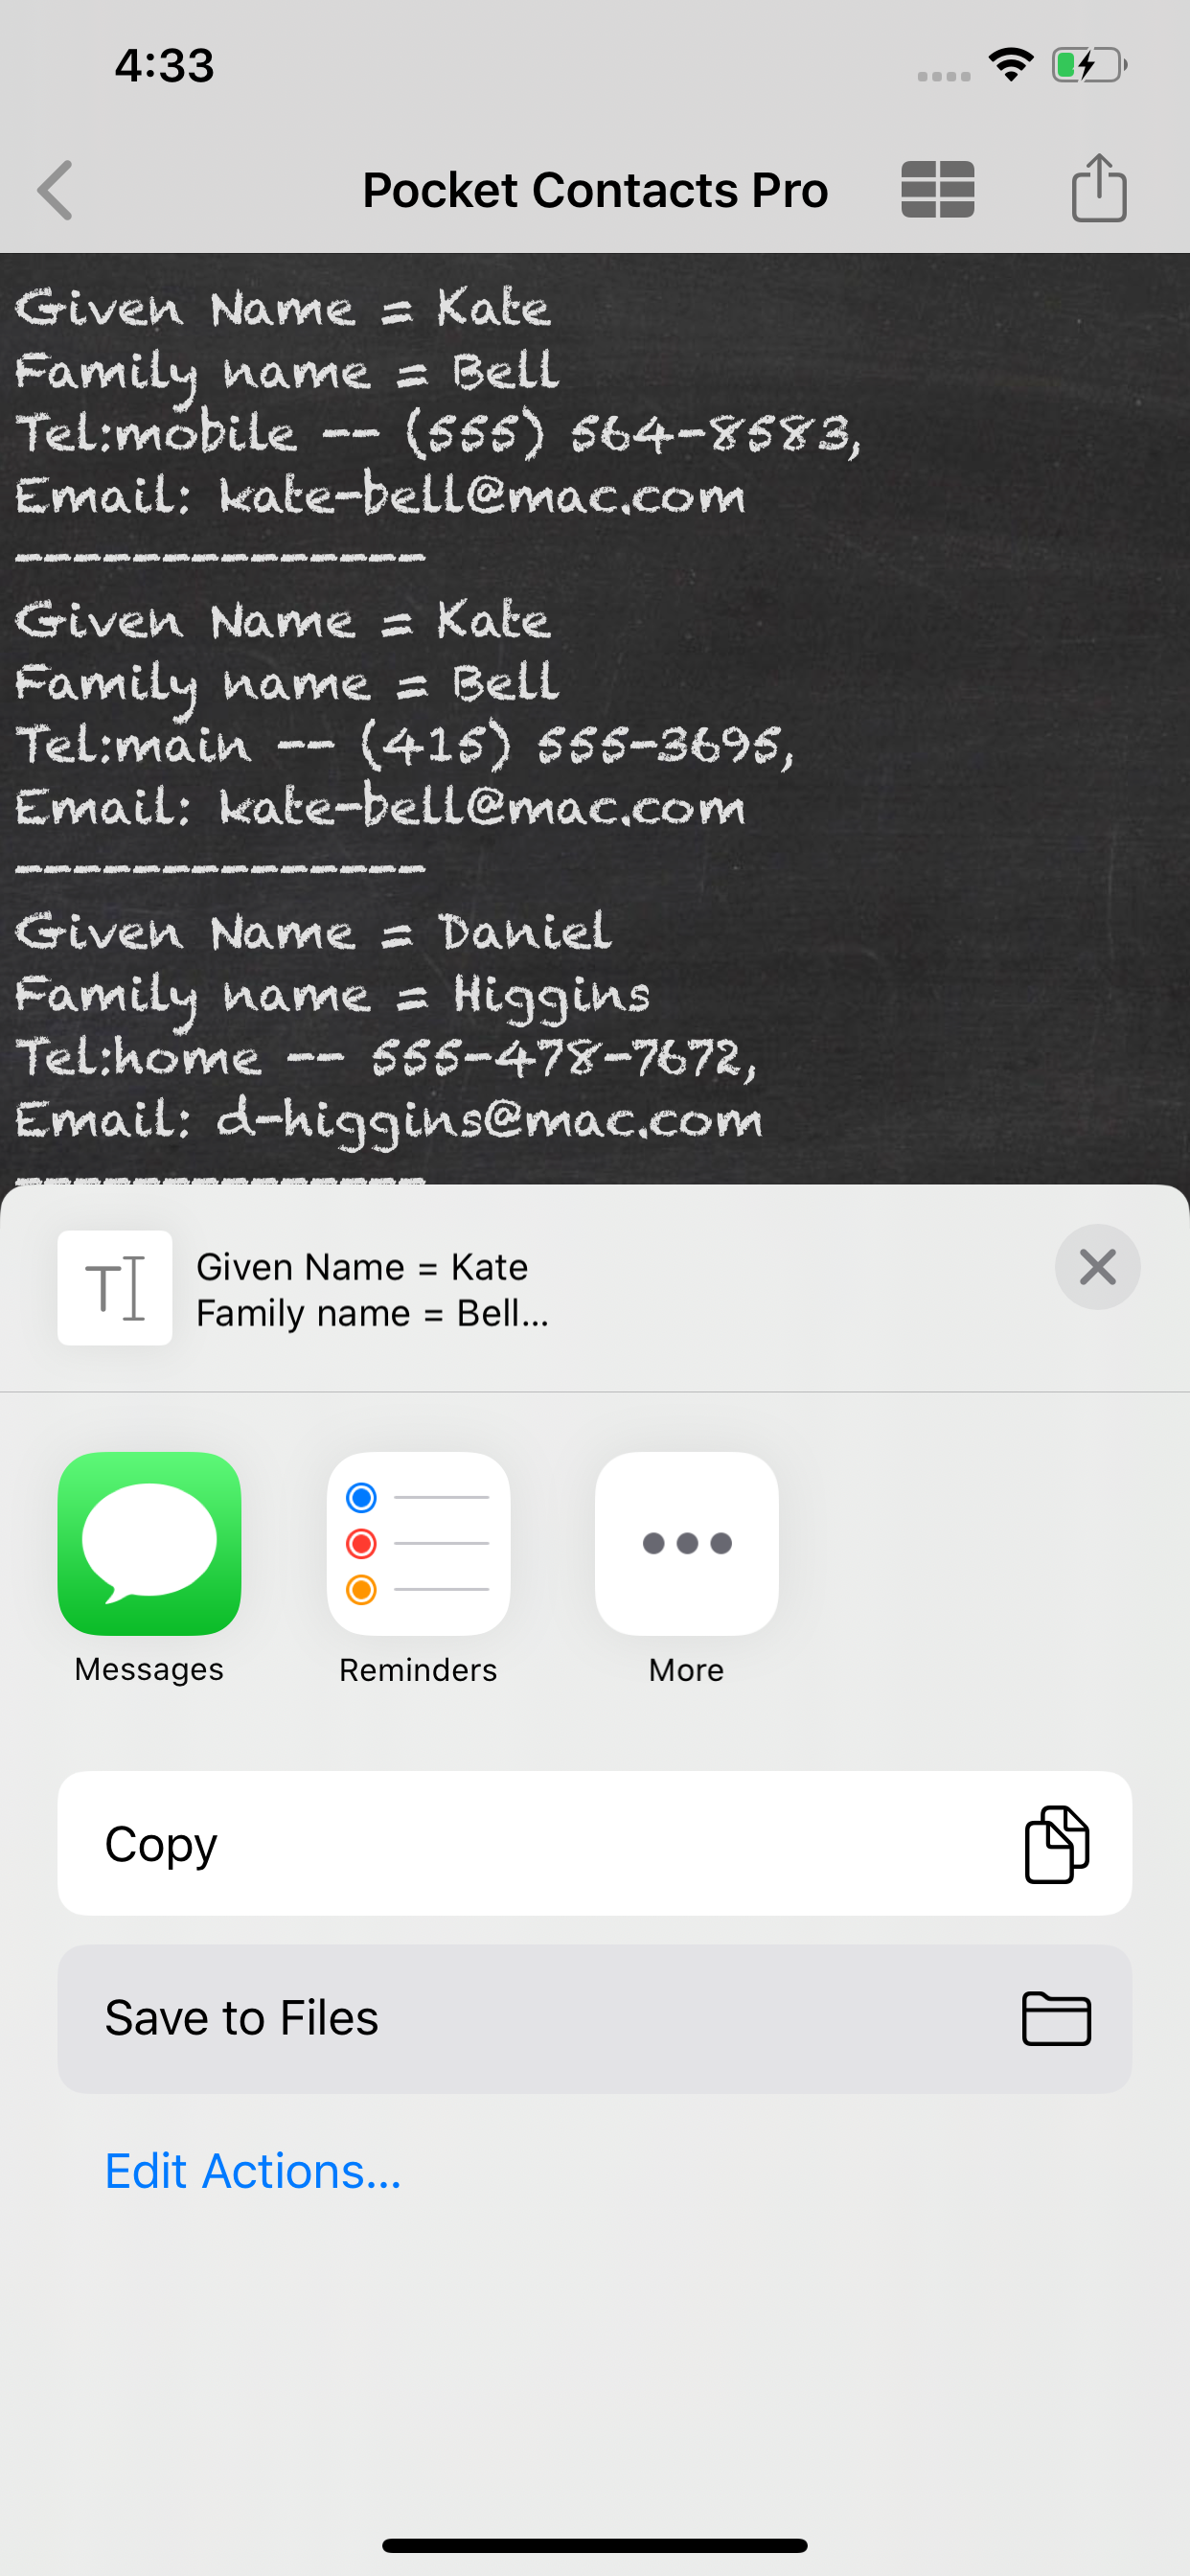 4:33
Pocket Contacts Pro
Given Name = Kate
Family name = Bell
Tel:mobile -- (555) 564-8583,
Email: kate-bell@mac.com
--------------
Given Name = Kate
Family name = Bell
Tel:main -- (415) 555-3695,
Email: kate-bell@mac.com
--------------
Given Name = Daniel
Family name = Higgins
Tel:home -- 555-478-7672,
Email: d-higgins@mac.com
--------------
Given Name = Kate
Family name = Bell...
Messages
Reminders
More
Copy
Save to Files
Edit Actions...